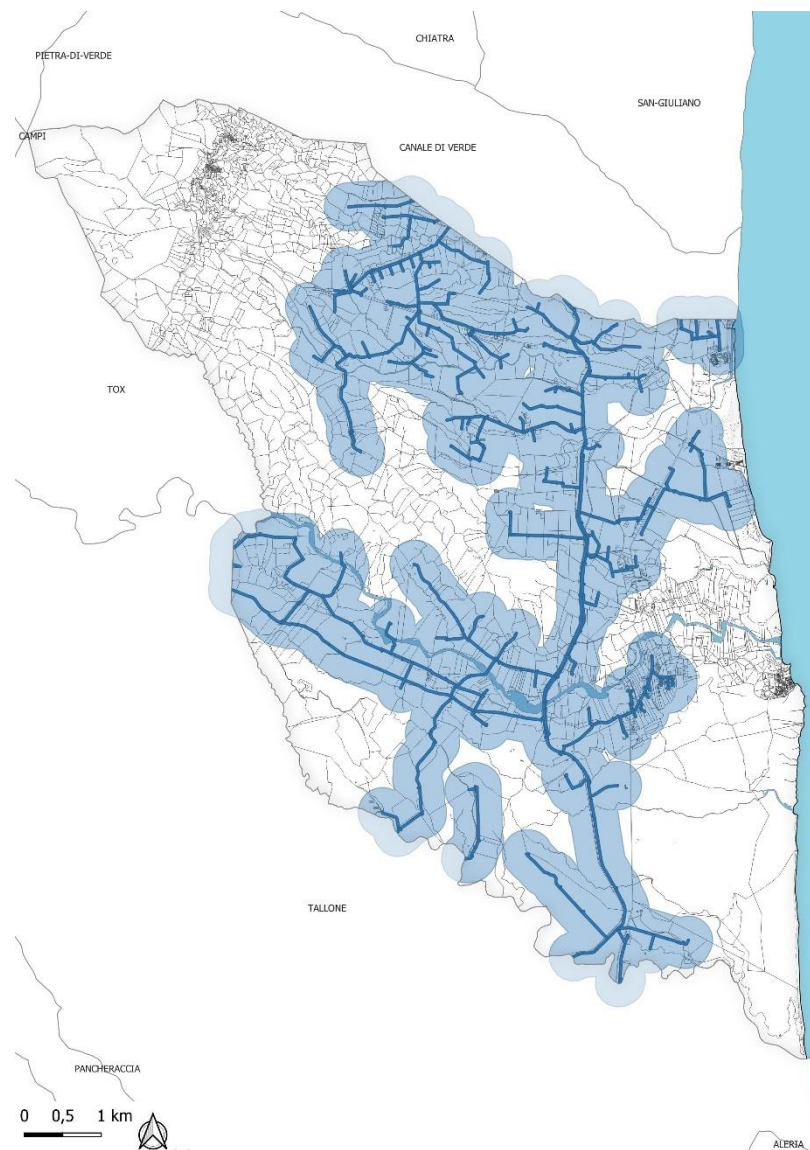 CHIATRA
PIETRA-DI-VERDE
SAN-GIULIANO
CAMPI
CANALE DI VERDE
TOX
TALLONE
PANCHERACCIA
0 0,5 1 km
ALERIA